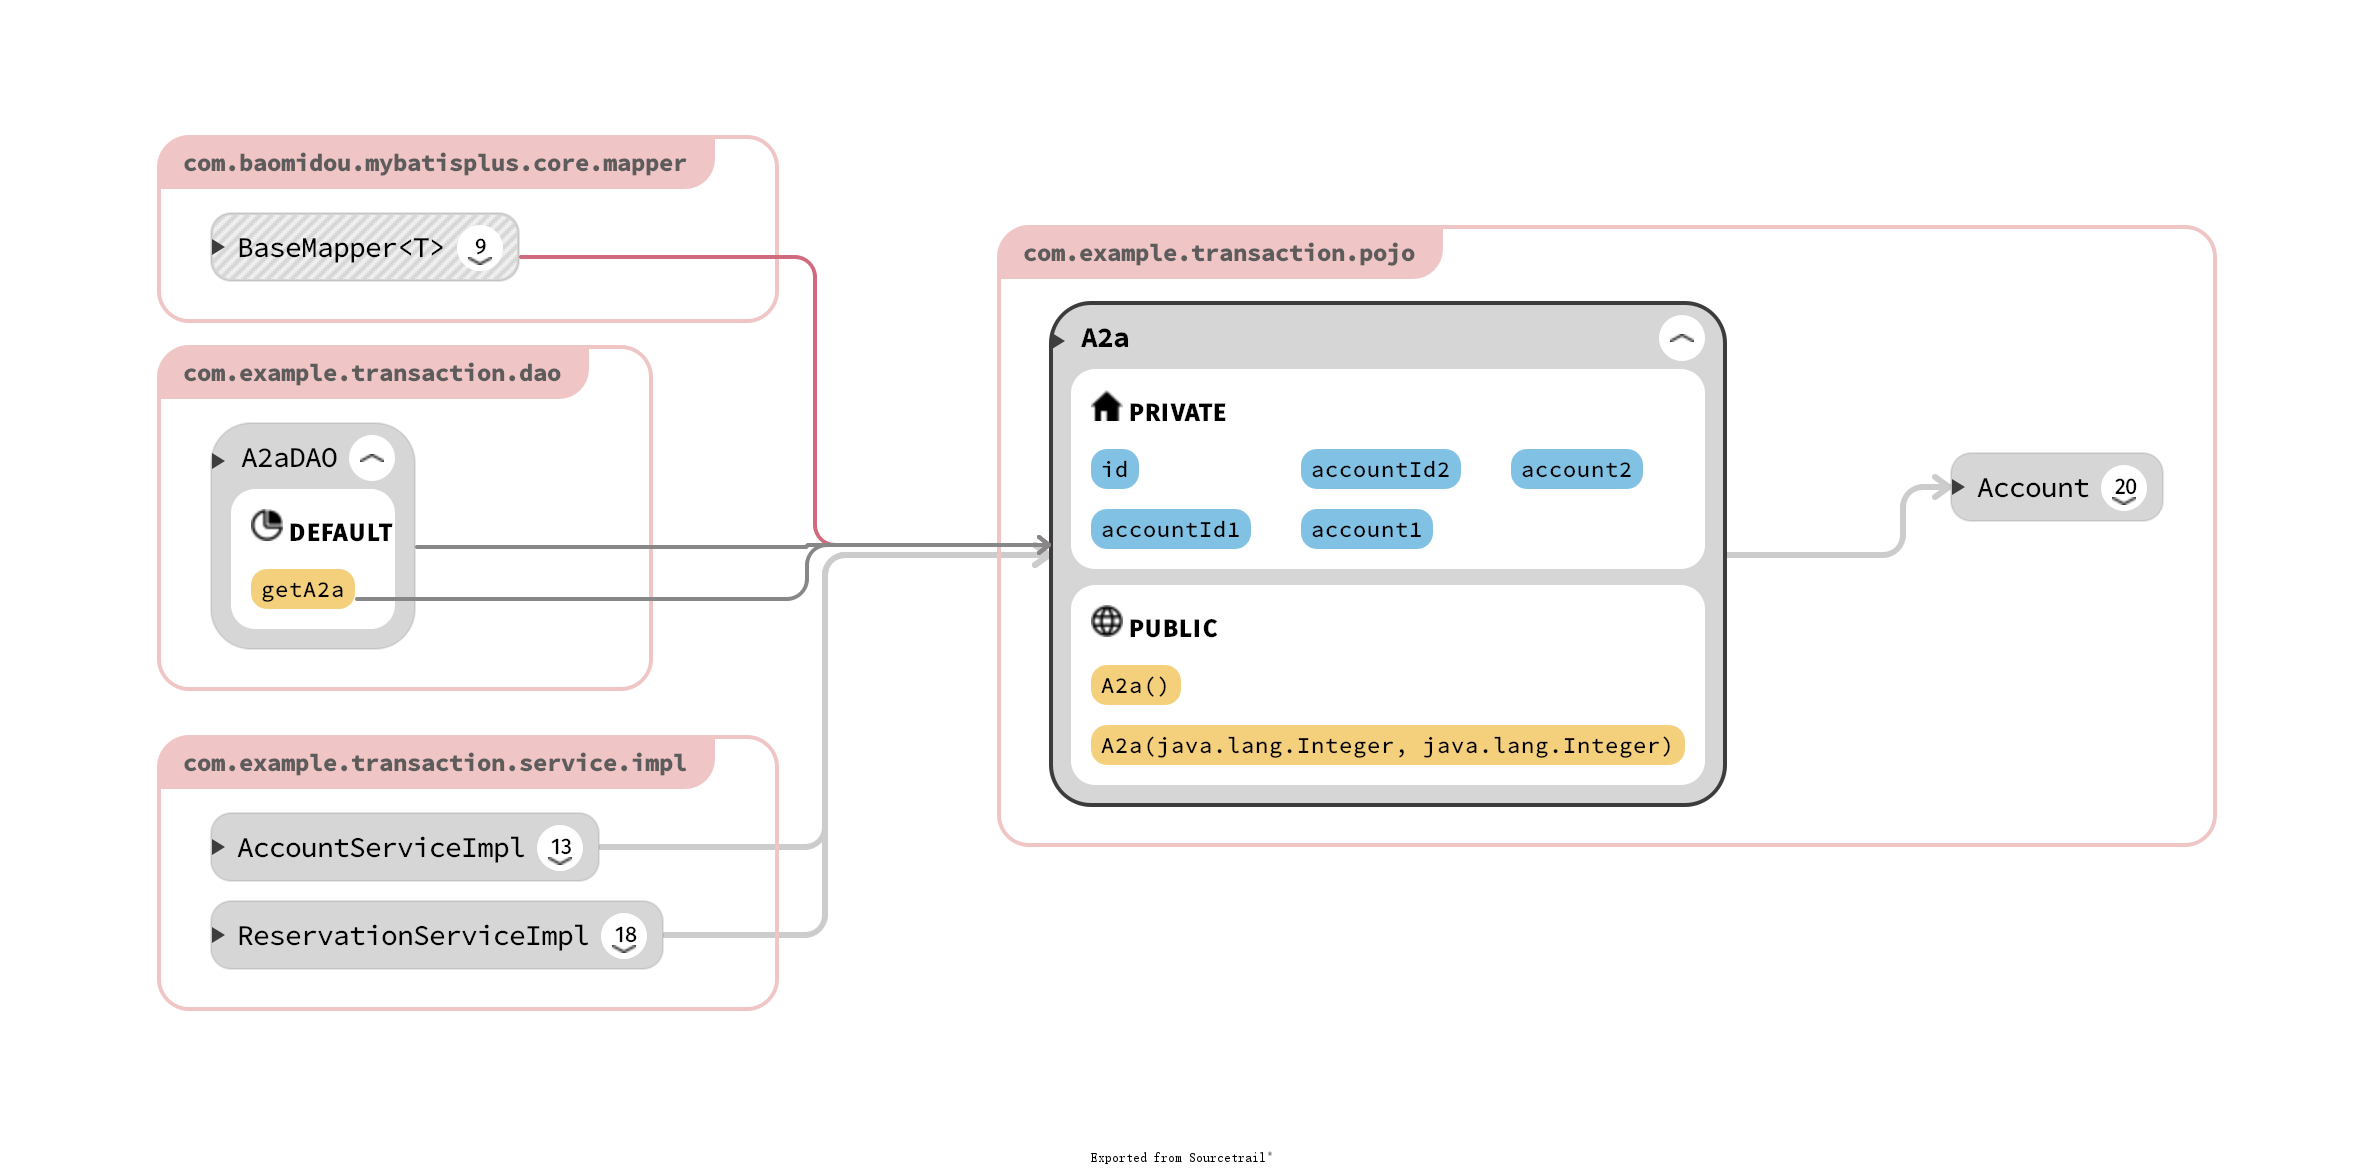 com.baomidou.mybatisplus.core.mapper
BaseMapper<T> 9
com.example.transaction.dao
A2aDAO
DEFAULT
getA2a
com.example.transaction.service.impl
AccountServiceImpl 13
ReservationServiceImpl 18
com.example.transaction.pojo
A2a
PRIVATE
id accountId2 account2
accountId1 account1
PUBLIC
A2a()
A2a(java.lang.Integer, java.lang.Integer)
Account 20
Exported from Sourcetrail®